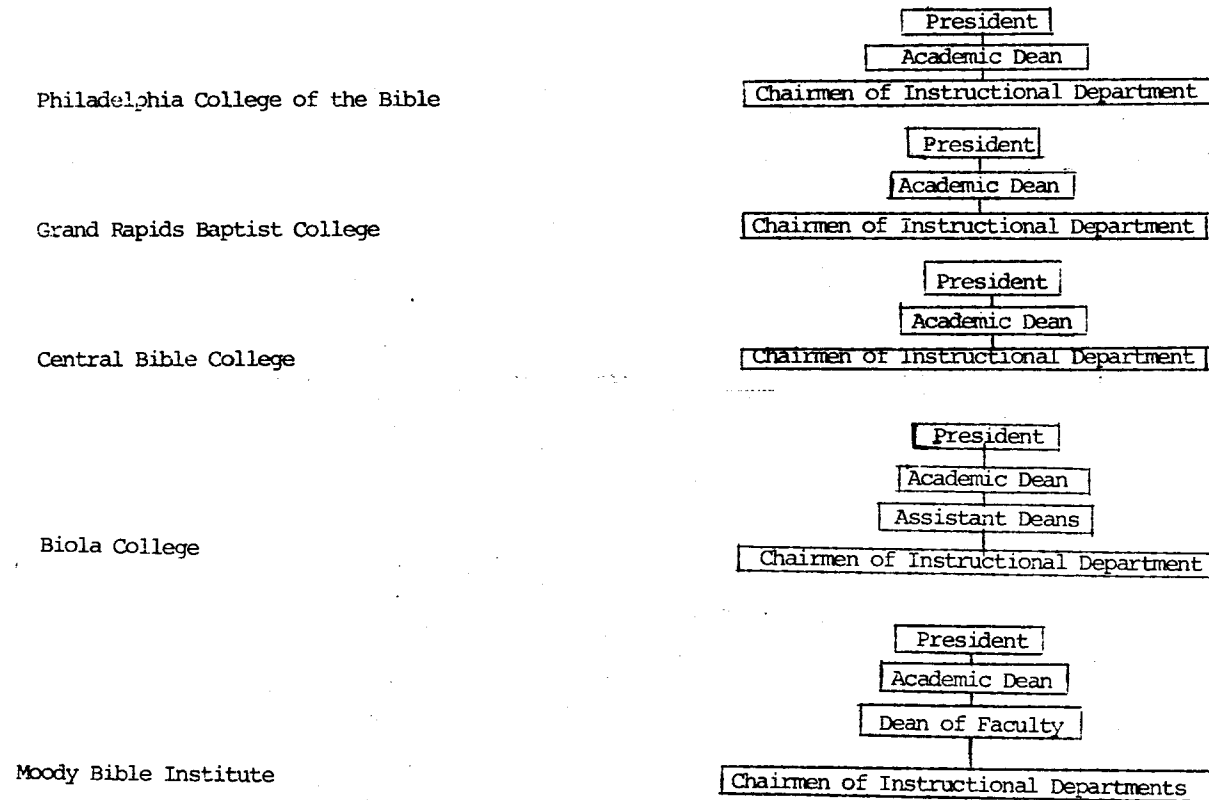 President
Academic Dean
Philadelphia College of the Bible
Chairmen of Instructional Department
President
Academic Dean
Grand Rapids Baptist College
Chairmen of Instructional Department
President
Academic Dean
Central Bible College
Chairmen of Instructional Department
President
Academic Dean
Assistant Deans
Biola College
Chairmen of Instructional Department
President
Academic Dean
Dean of Faculty
Moody Bible Institute
Chairmen of Instructional Departments